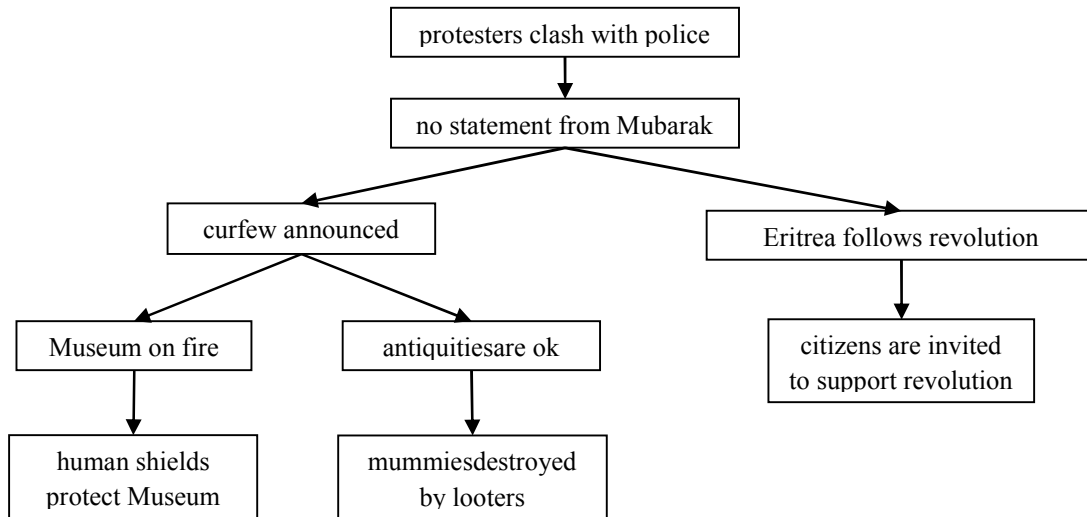 protesters clash with police
no statement from Mubarak
curfew announced
Eritrea follows revolution
Museum on fire
antiquitiesare ok
citizens are invited
to support revolution
human shields
protect Museum
mummiesdestroyed
by looters